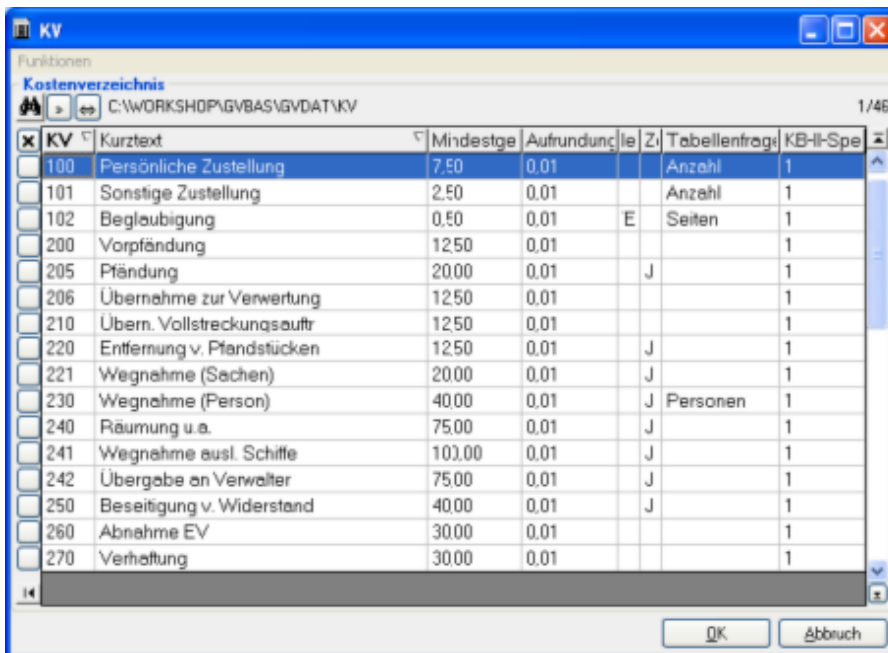 KV
Funktionen
Kostenverzeichnis
» ⇔ C:\WORKSHOP\GVBAS\GVDAT\KV 1/46
x KV Kurztext Mindestge Aufrundung le Zi Tabellenfrage KB-II-Spe
100 Persönliche Zustellung 7,50 0,01 Anzahl 1
101 Sonstige Zustellung 2,50 0,01 Anzahl 1
102 Beglaubigung 0,50 0,01 E Seiten 1
200 Vorpfändung 12,50 0,01 1
205 Pfändung 20,00 0,01 J 1
206 Übernahme zur Verwertung 12,50 0,01 1
210 Übern. Vollstreckungsauftr 12,50 0,01 1
220 Entfernung v. Pfandstücken 12,50 0,01 J 1
221 Wegnahme (Sachen) 20,00 0,01 J 1
230 Wegnahme (Person) 40,00 0,01 J Personen 1
240 Räumung u.a. 75,00 0,01 J 1
241 Wegnahme ausl. Schiffe 100,00 0,01 J 1
242 Übergabe an Verwalter 75,00 0,01 J 1
250 Beseitigung v. Widerstand 40,00 0,01 J 1
260 Abnahme EV 30,00 0,01 1
270 Verhaftung 30,00 0,01 1
OK Abbruch